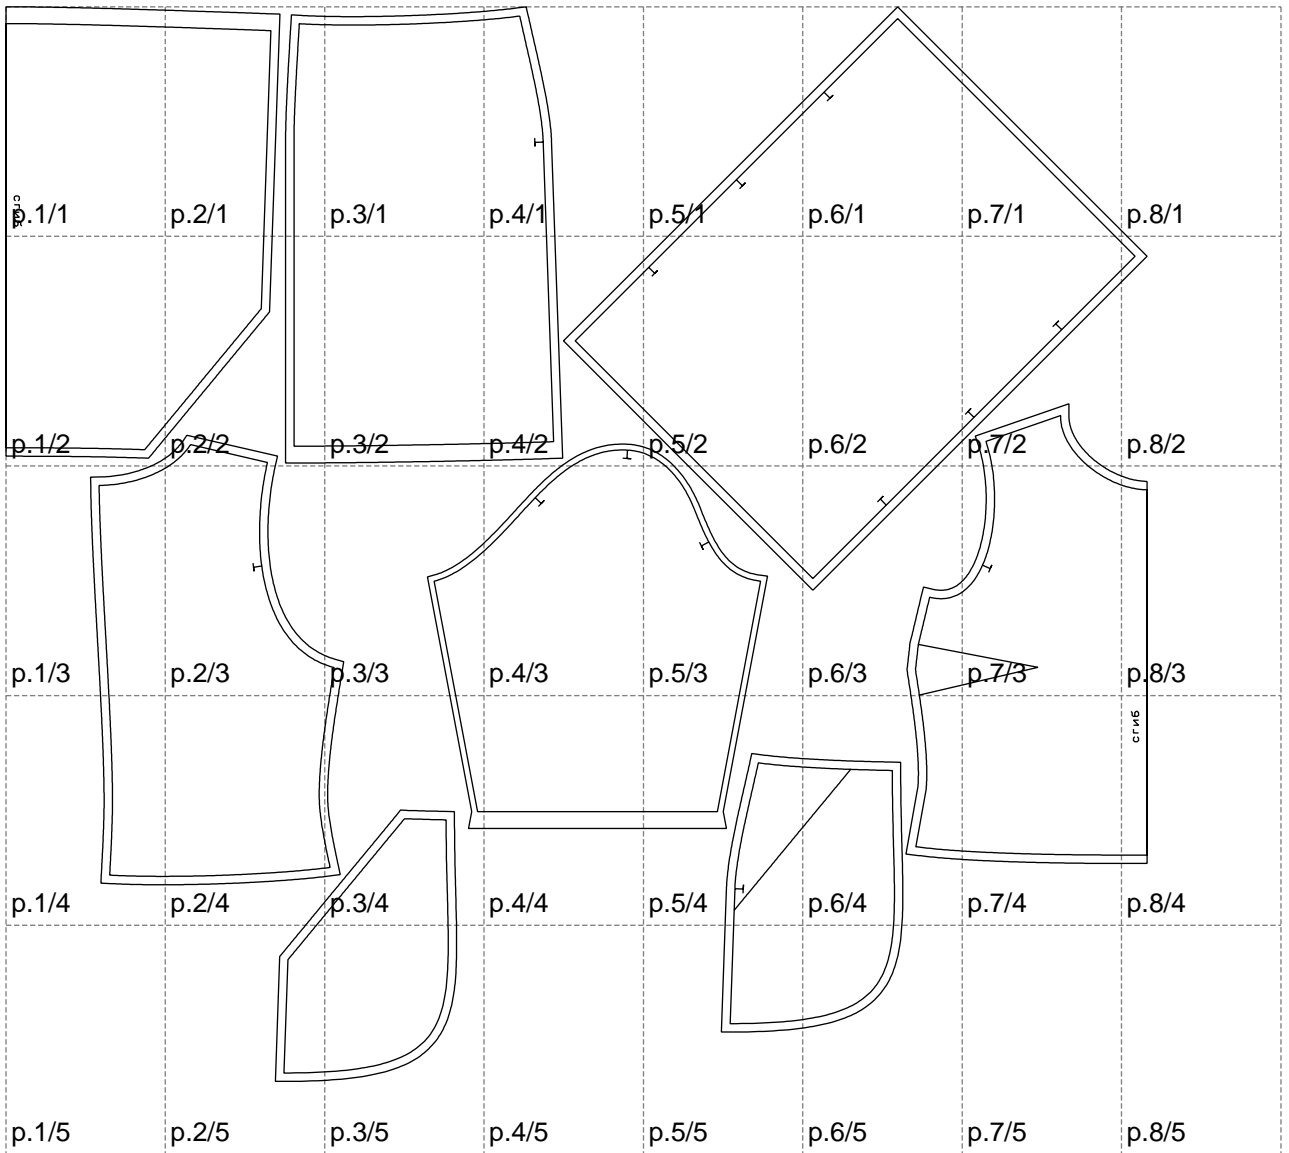 сгиб
p.1/1 p.2/1 p.3/1 p.4/1 p.5/1 p.6/1 p.7/1 p.8/1
p.1/2 p.2/2 p.3/2 p.4/2 p.5/2 p.6/2 p.7/2 p.8/2
p.1/3 p.2/3 p.3/3 p.4/3 p.5/3 p.6/3 p.7/3 p.8/3
сгиб
p.1/4 p.2/4 p.3/4 p.4/4 p.5/4 p.6/4 p.7/4 p.8/4
p.1/5 p.2/5 p.3/5 p.4/5 p.5/5 p.6/5 p.7/5 p.8/5